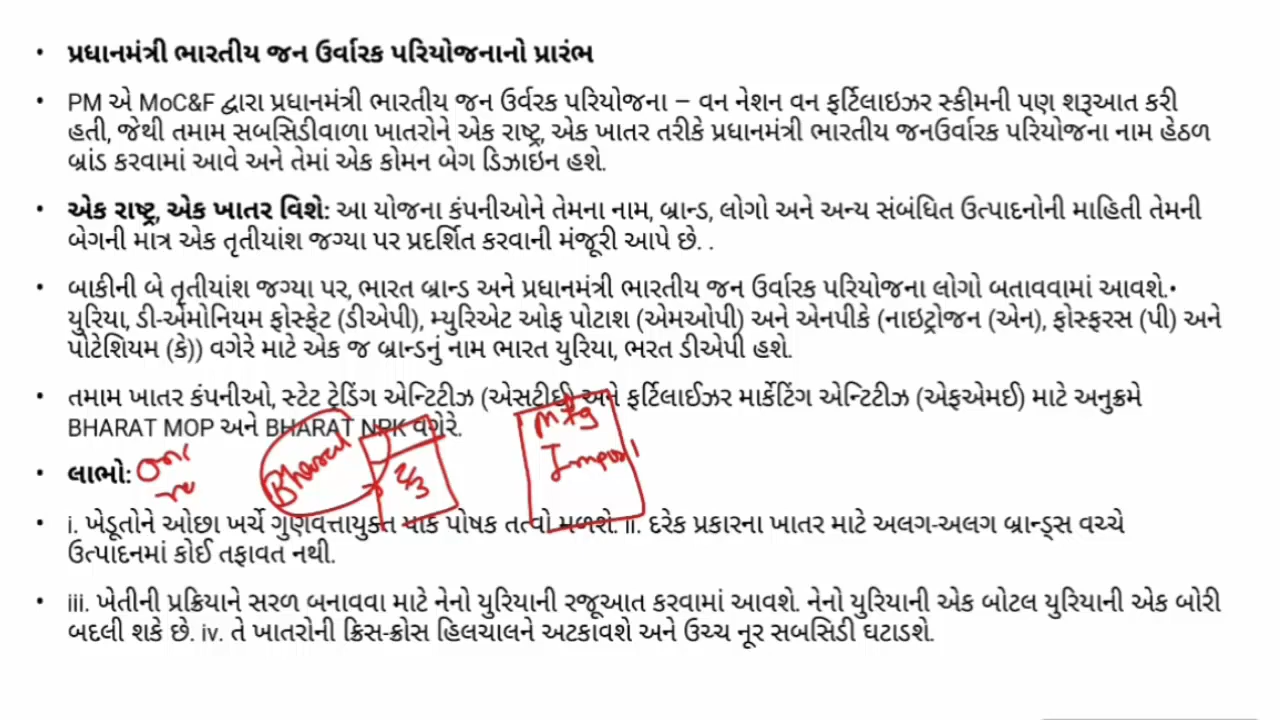 • પ્રધાનમંત્રી ભારતીય જન ઉર્વારક પરિયોજનાનો પ્રારંભ
• PM એ MoC&F દ્વારા પ્રધાનમંત્રી ભારતીય જન ઉર્વરક પરિયોજના – વન નેશન વન ફર્ટિલાઇઝર સ્કીમની પણ શરૂઆત કરી
હતી, જેથી તમામ સબસિડીવાળા ખાતરોને એક રાષ્ટ્ર, એક ખાતર તરીકે પ્રધાનમંત્રી ભારતીય જનઉર્વારક પરિયોજના નામ હેઠળ
બ્રાંડ કરવામાં આવે અને તેમાં એક કોમન બેગ ડિઝાઇન હશે.
• એક રાષ્ટ્ર, એક ખાતર વિશે: આ યોજના કંપનીઓને તેમના નામ, બ્રાન્ડ, લોગો અને અન્ય સંબંધિત ઉત્પાદનોની માહિતી તેમની
બેગની માત્ર એક તૃતીયાંશ જગ્યા પર પ્રદર્શિત કરવાની મંજૂરી આપે છે. .
• બાકીની બે તૃતીયાંશ જગ્યા પર, ભારત બ્રાન્ડ અને પ્રધાનમંત્રી ભારતીય જન ઉર્વારક પરિયોજના લોગો બતાવવામાં આવશે.•
યુરિયા, ડી-એમોનિયમ ફોસ્ફેટ (ડીએપી), મ્યુરિએટ ઓફ પોટાશ (એમઓપી) અને એનપીકે (નાઇટ્રોજન (એન), ફોસ્ફરસ (પી) અને
પોટેશિયમ (કે)) વગેરે માટે એક જ બ્રાન્ડનું નામ ભારત યુરિયા, ભરત ડીએપી હશે.
• તમામ ખાતર કંપનીઓ, સ્ટેટ ટ્રેડિંગ એન્ટિટીઝ (એસટીઈ) અને ફર્ટિલાઈઝર માર્કેટિંગ એન્ટિટીઝ (એફએમઈ) માટે અનુક્રમે
BHARAT MOP અને BHARAT NPK વગેરે.
Mfg
Bharat
• લાભો:
2/3
• i. ખેડૂતોને ઓછા ખર્ચે ગુણવત્તાયુક્ત પાક પોષક તત્વો મળશે. ii. દરેક પ્રકારના ખાતર માટે અલગ-અલગ બ્રાન્ડ્સ વચ્ચે
ઉત્પાદનમાં કોઈ તફાવત નથી.
• iii. ખેતીની પ્રક્રિયાને સરળ બનાવવા માટે નેનો યુરિયાની રજૂઆત કરવામાં આવશે. નેનો યુરિયાની એક બોટલ યુરિયાની એક બોરી
બદલી શકે છે. iv. તે ખાતરોની ક્રિસ-ક્રોસ હિલચાલને અટકાવશે અને ઉચ્ચ નૂર સબસિડી ઘટાડશે.